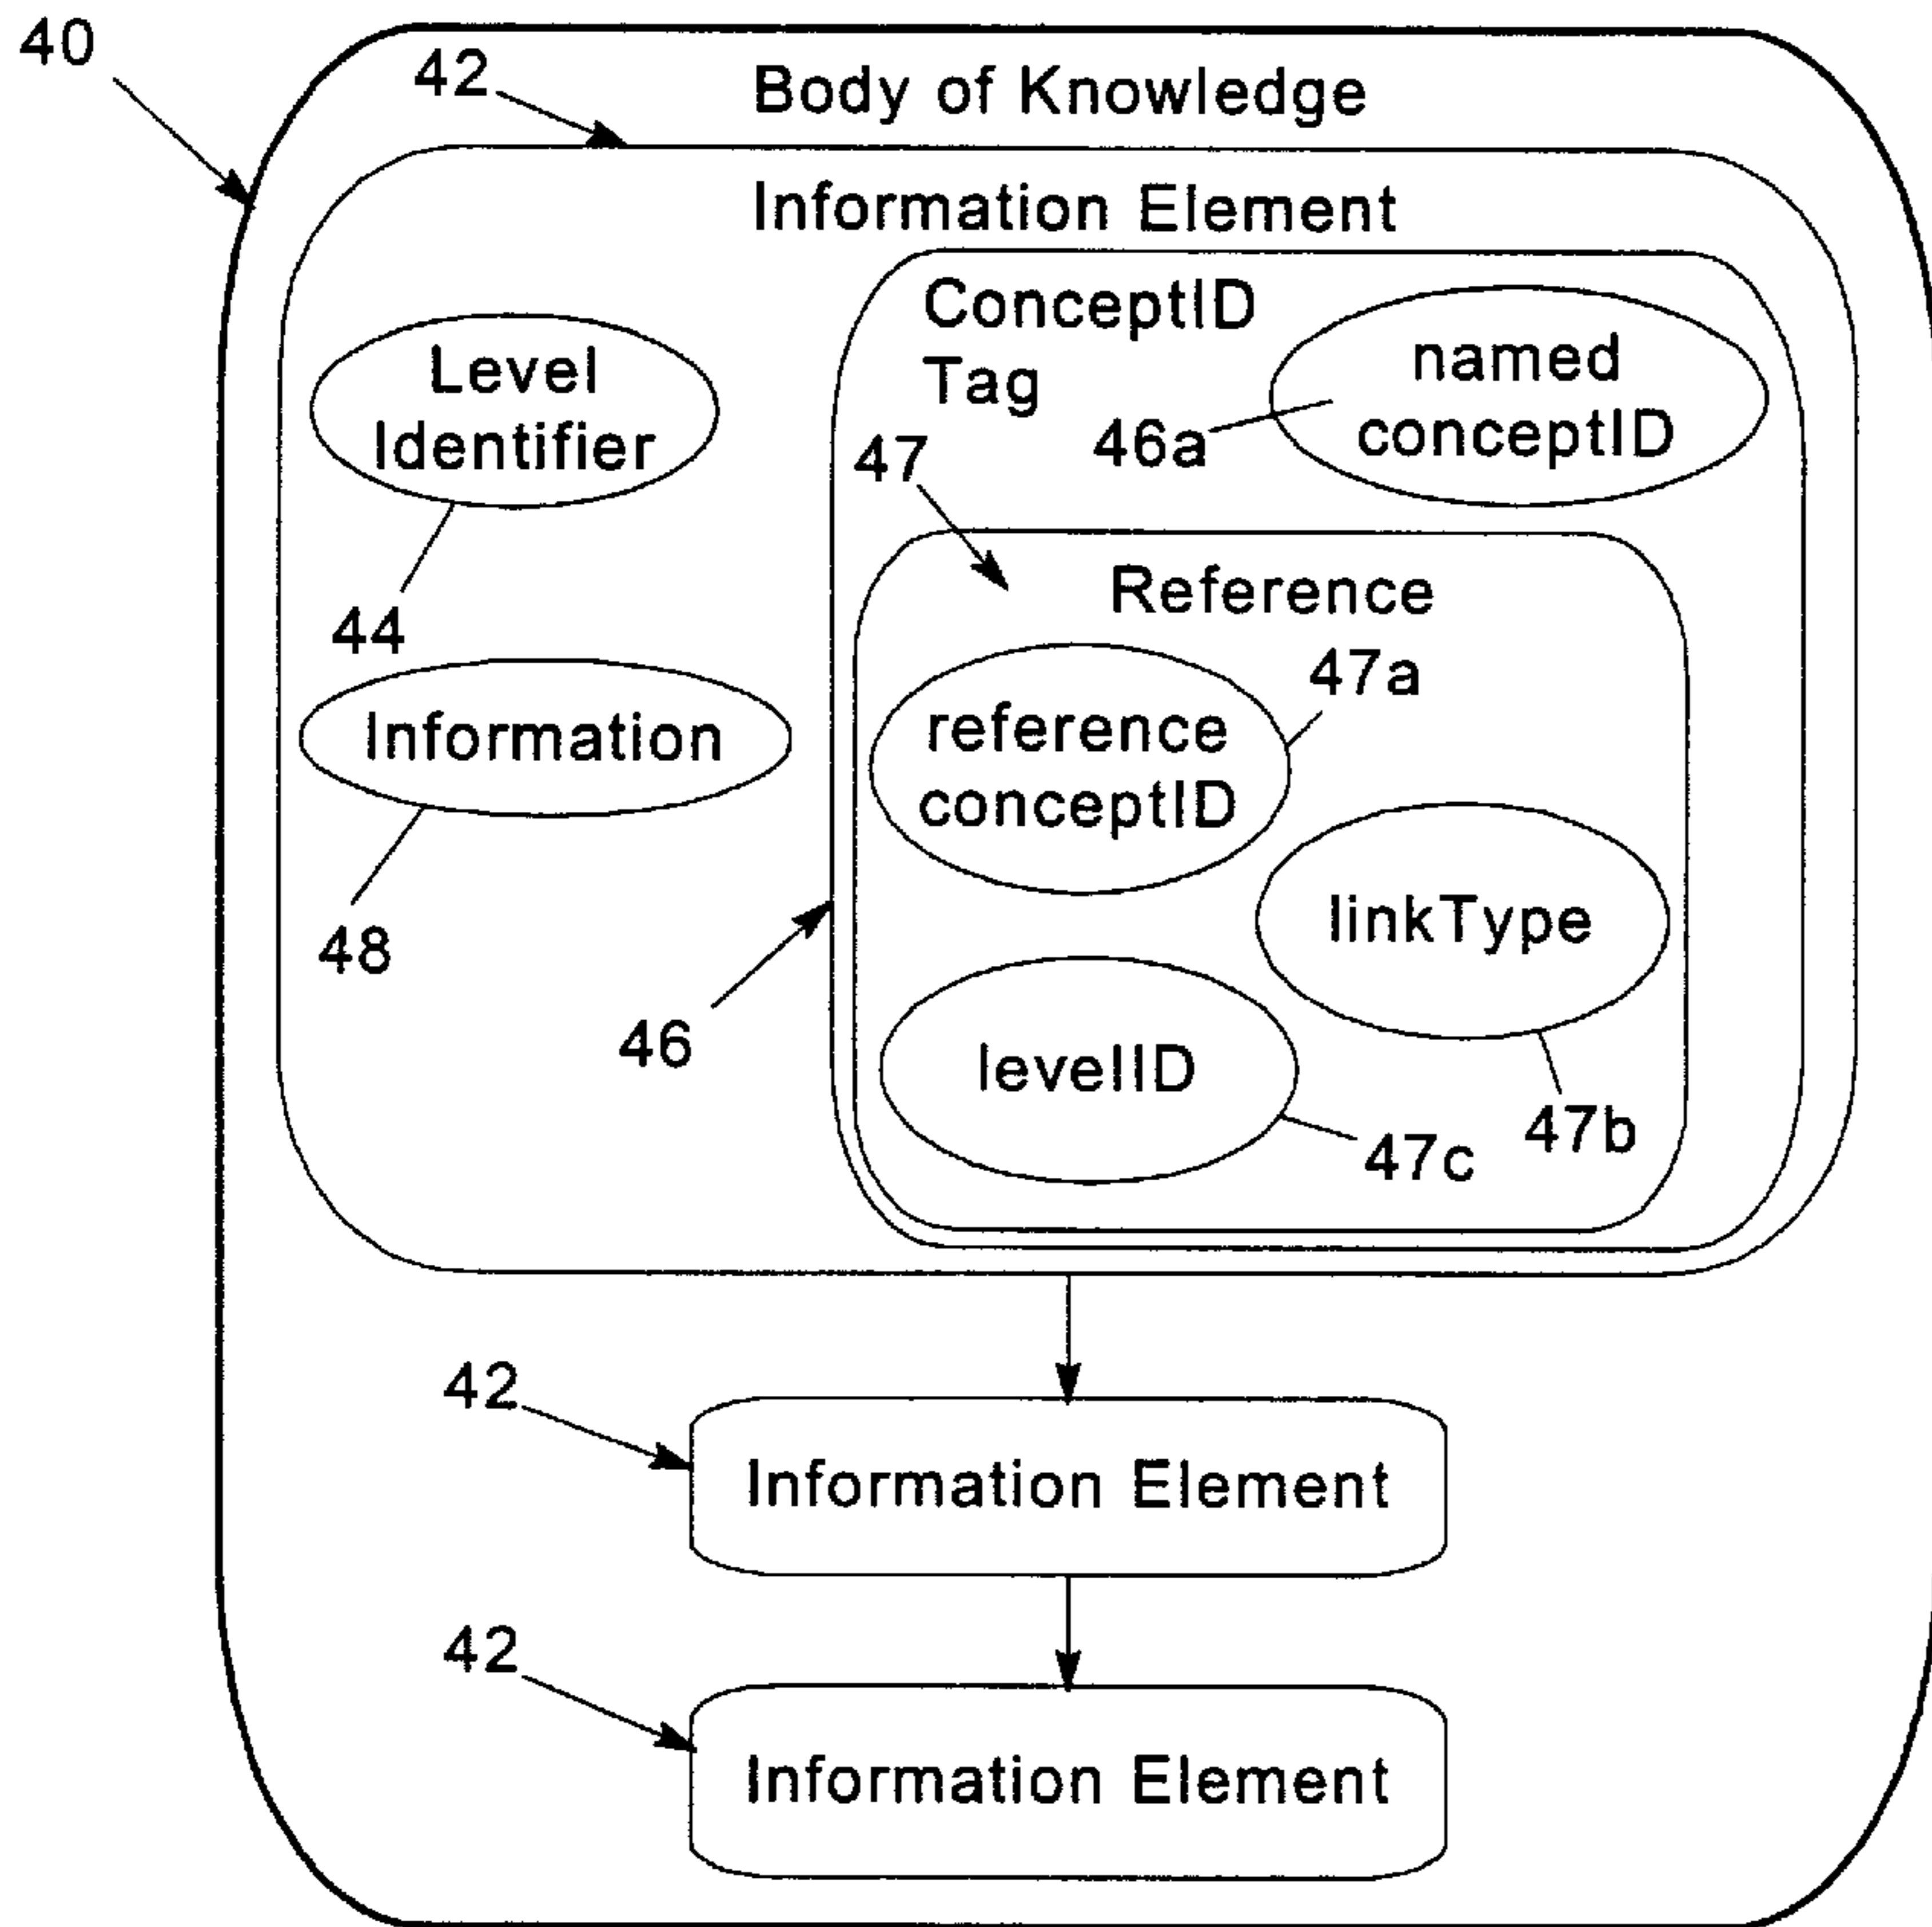 40
42
Body of Knowledge
Information Element
ConceptID
Tag
named
conceptID
46a
Level
Identifier
44
47
Reference
47a
reference
conceptID
Information
48
linkType
47b
46
levelID
47c
42
Information Element
42
Information Element